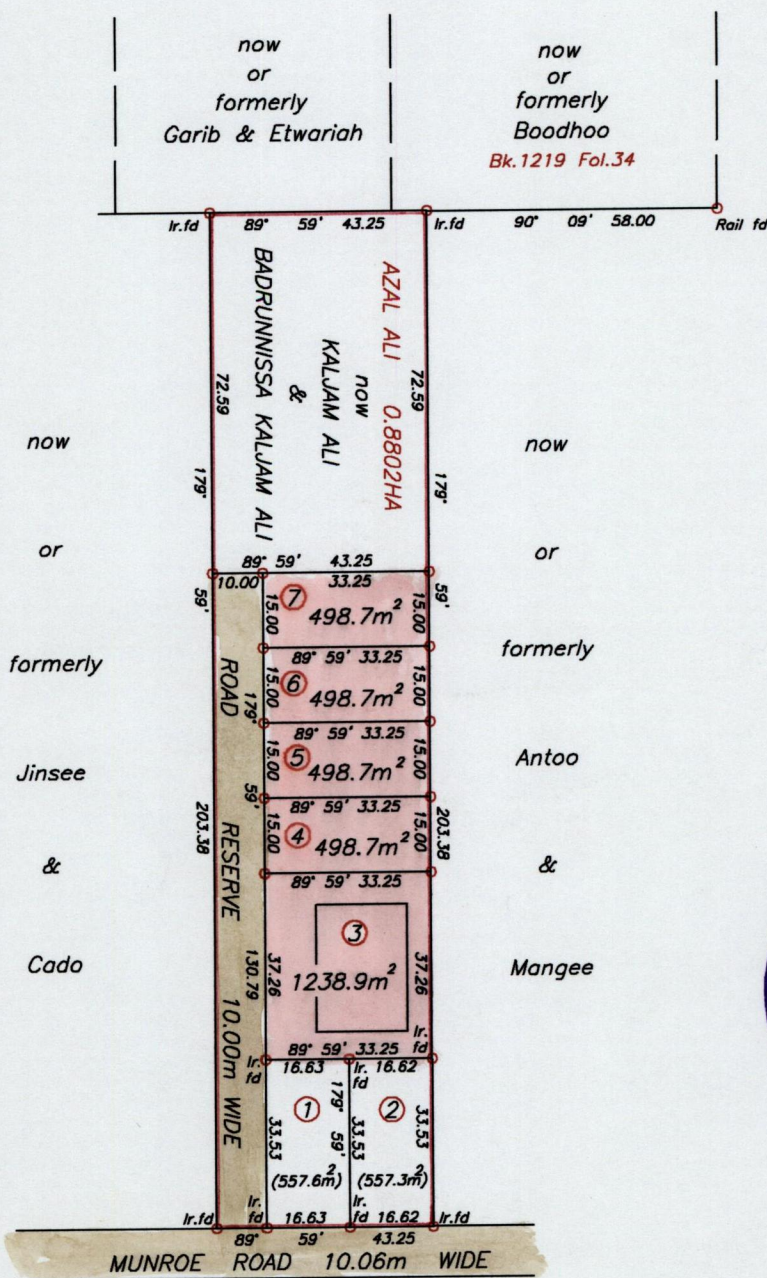 now
or
formerly
Garib & Etwariah
now
or
formerly
Boodhoo
Bk.1219 Fol.34
Ir.fd 89° 59' 43.25 Ir.fd 90° 09' 58.00 Rail fd
AZAL ALI 0.8802HA
now
KALJAM ALI
&
BADRUNNISSA KALJAM ALI
72.59
72.59
179°
179°
59'
59'
203.38
203.38
now
or
formerly
Jinsee
&
Cado
now
or
formerly
Antoo
&
Mangee
89° 59' 43.25
10.00 33.25
15.00 7 498.7m² 15.00
89° 59' 33.25
15.00 6 498.7m² 15.00
179°
89° 59' 33.25
15.00 5 498.7m² 15.00
59'
89° 59' 33.25
15.00 4 498.7m² 15.00
89° 59' 33.25
3
37.26 1238.9m² 37.26
130.79
ROAD RESERVE 10.00m WIDE
Ir. fd
89° 59' 33.25
Ir. fd 16.63 Ir. fd 16.62
1 179° 59' 2
33.53 33.53 33.53
(557.6m²) (557.3m²)
Ir.fd Ir. fd 16.63 Ir. fd 16.62 Ir.fd
89° 59' 43.25
MUNROE ROAD 10.06m WIDE